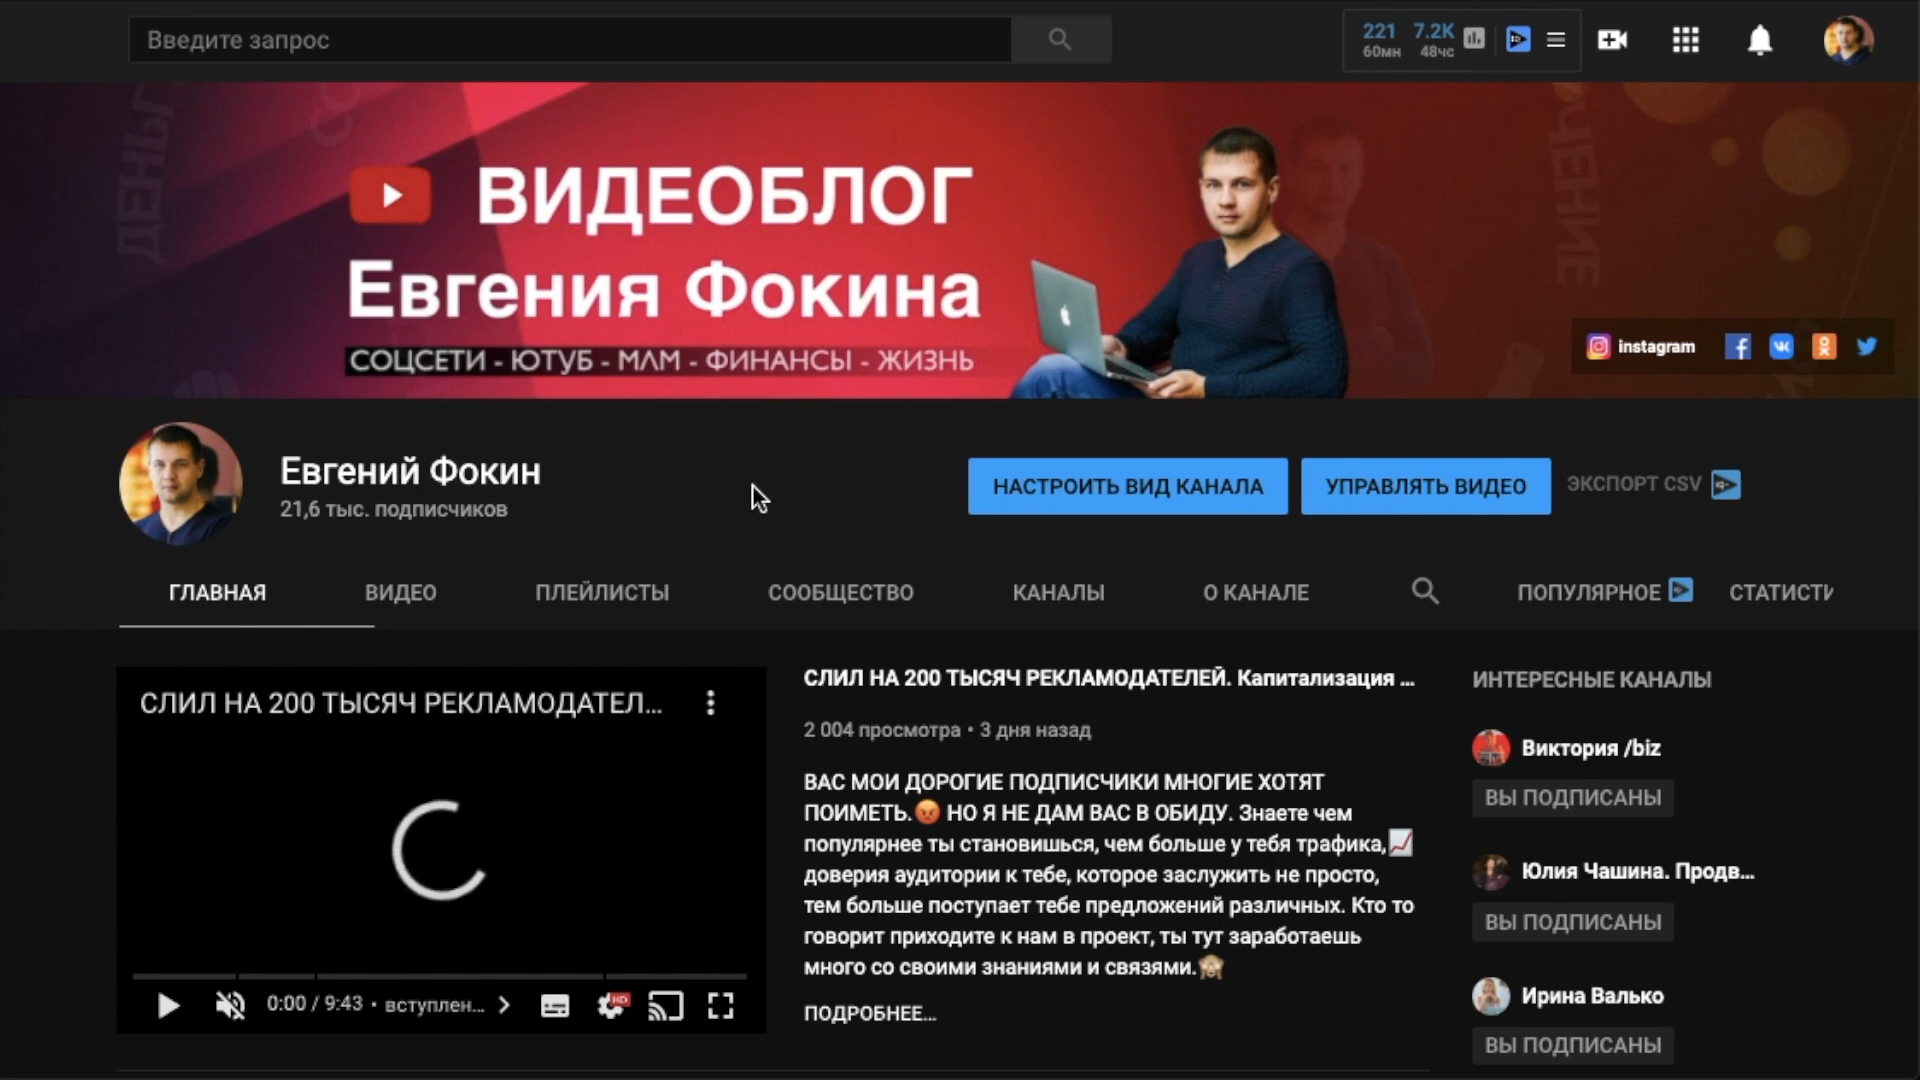 Введите запрос
221 7.2K
60мн 48чс
ДЕНЬГ
ВИДЕОБЛОГ
Евгения Фокина
СОЦСЕТИ - ЮТУБ - МЛМ - ФИНАНСЫ - ЖИЗНЬ
instagram
Евгений Фокин
21,6 тыс. подписчиков
НАСТРОИТЬ ВИД КАНАЛА
УПРАВЛЯТЬ ВИДЕО
ЭКСПОРТ CSV
ГЛАВНАЯ ВИДЕО ПЛЕЙЛИСТЫ СООБЩЕСТВО КАНАЛЫ О КАНАЛЕ ПОПУЛЯРНОЕ СТАТИСТИ
СЛИЛ НА 200 ТЫСЯЧ РЕКЛАМОДАТЕЛ...
0:00 / 9:43 • вступлен...
HD
СЛИЛ НА 200 ТЫСЯЧ РЕКЛАМОДАТЕЛЕЙ. Капитализация ...
2 004 просмотра • 3 дня назад
ВАС МОИ ДОРОГИЕ ПОДПИСЧИКИ МНОГИЕ ХОТЯТ
ПОИМЕТЬ.😡 НО Я НЕ ДАМ ВАС В ОБИДУ. Знаете чем
популярнее ты становишься, чем больше у тебя трафика,📈
доверия аудитории к тебе, которое заслужить не просто,
тем больше поступает тебе предложений различных. Кто то
говорит приходите к нам в проект, ты тут заработаешь
много со своими знаниями и связями.🙈
ПОДРОБНЕЕ...
ИНТЕРЕСНЫЕ КАНАЛЫ
Виктория /biz
ВЫ ПОДПИСАНЫ
Юлия Чашина. Продв...
ВЫ ПОДПИСАНЫ
Ирина Валько
ВЫ ПОДПИСАНЫ